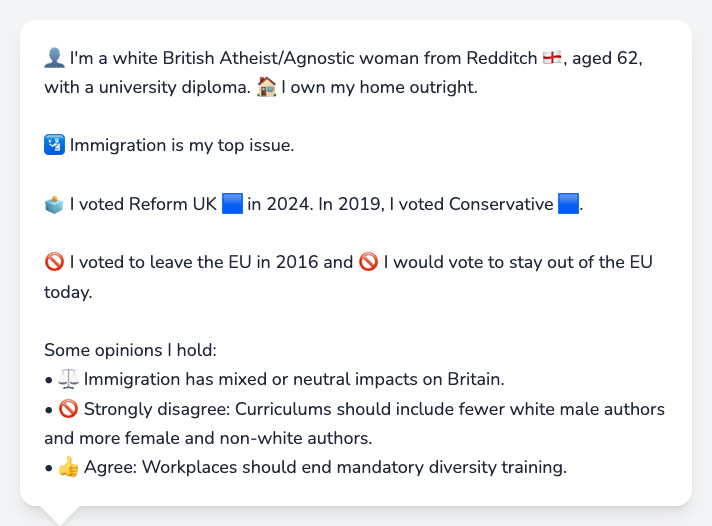 👤 I'm a white British Atheist/Agnostic woman from Redditch 🏴󠁧󠁢󠁥󠁮󠁧󠁿, aged 62,
with a university diploma. 🏠 I own my home outright.
🛂 Immigration is my top issue.
🗳️ I voted Reform UK 🟦 in 2024. In 2019, I voted Conservative 🟦.
🚫 I voted to leave the EU in 2016 and 🚫 I would vote to stay out of the EU
today.
Some opinions I hold:
• ⚖️ Immigration has mixed or neutral impacts on Britain.
• 🚫 Strongly disagree: Curriculums should include fewer white male authors
and more female and non-white authors.
• 👍 Agree: Workplaces should end mandatory diversity training.